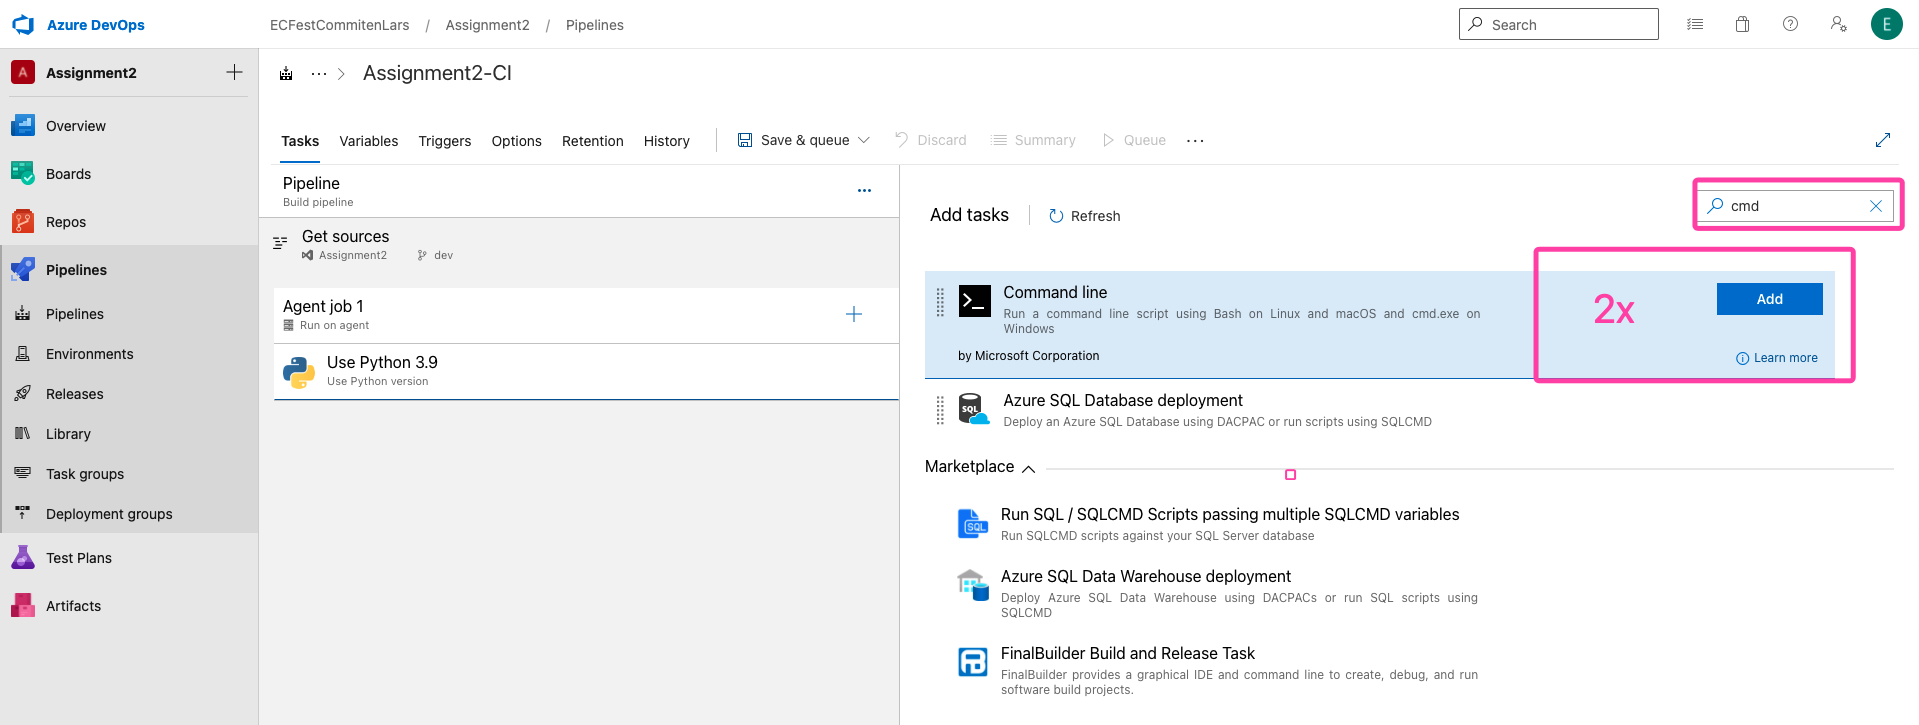 Azure DevOps
ECFestCommitenLars / Assignment2 / Pipelines
Search
E
A Assignment2
Overview
Boards
Repos
Pipelines
Pipelines
Environments
Releases
Library
Task groups
Deployment groups
Test Plans
Artifacts
... > Assignment2-CI
Tasks Variables Triggers Options Retention History Save & queue Discard Summary Queue ...
Pipeline
Build pipeline
Get sources
Assignment2 dev
Agent job 1
Run on agent
Use Python 3.9
Use Python version
Add tasks Refresh
cmd
Command line
Run a command line script using Bash on Linux and macOS and cmd.exe on
Windows
by Microsoft Corporation
2x
Add
Learn more
SQL
Azure SQL Database deployment
Deploy an Azure SQL Database using DACPAC or run scripts using SQLCMD
Marketplace
SQL
Run SQL / SQLCMD Scripts passing multiple SQLCMD variables
Run SQLCMD scripts against your SQL Server database
Azure SQL Data Warehouse deployment
Deploy Azure SQL Data Warehouse using DACPACs or run SQL scripts using
SQLCMD
FinalBuilder Build and Release Task
FinalBuilder provides a graphical IDE and command line to create, debug, and run
software build projects.